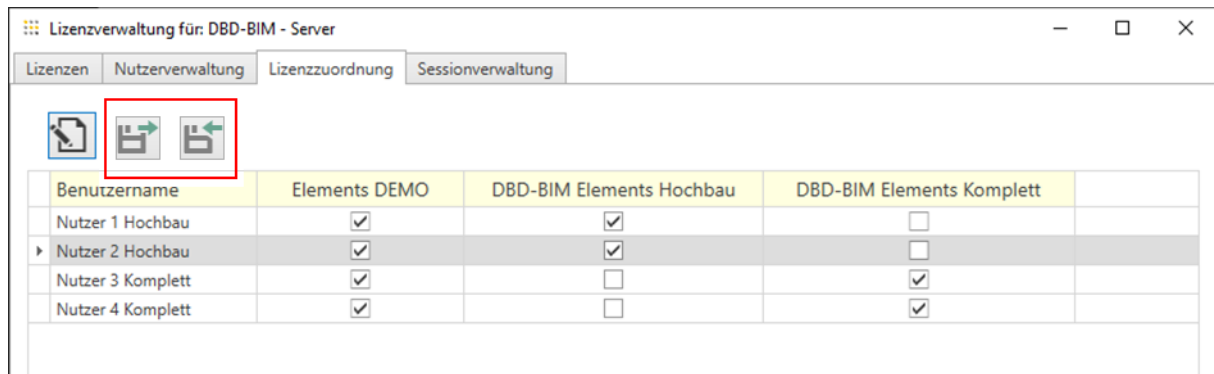 Lizenzverwaltung für: DBD-BIM - Server
Lizenzen Nutzerverwaltung Lizenzzuordnung Sessionverwaltung
Benutzername Elements DEMO DBD-BIM Elements Hochbau DBD-BIM Elements Komplett
Nutzer 1 Hochbau
Nutzer 2 Hochbau
Nutzer 3 Komplett
Nutzer 4 Komplett